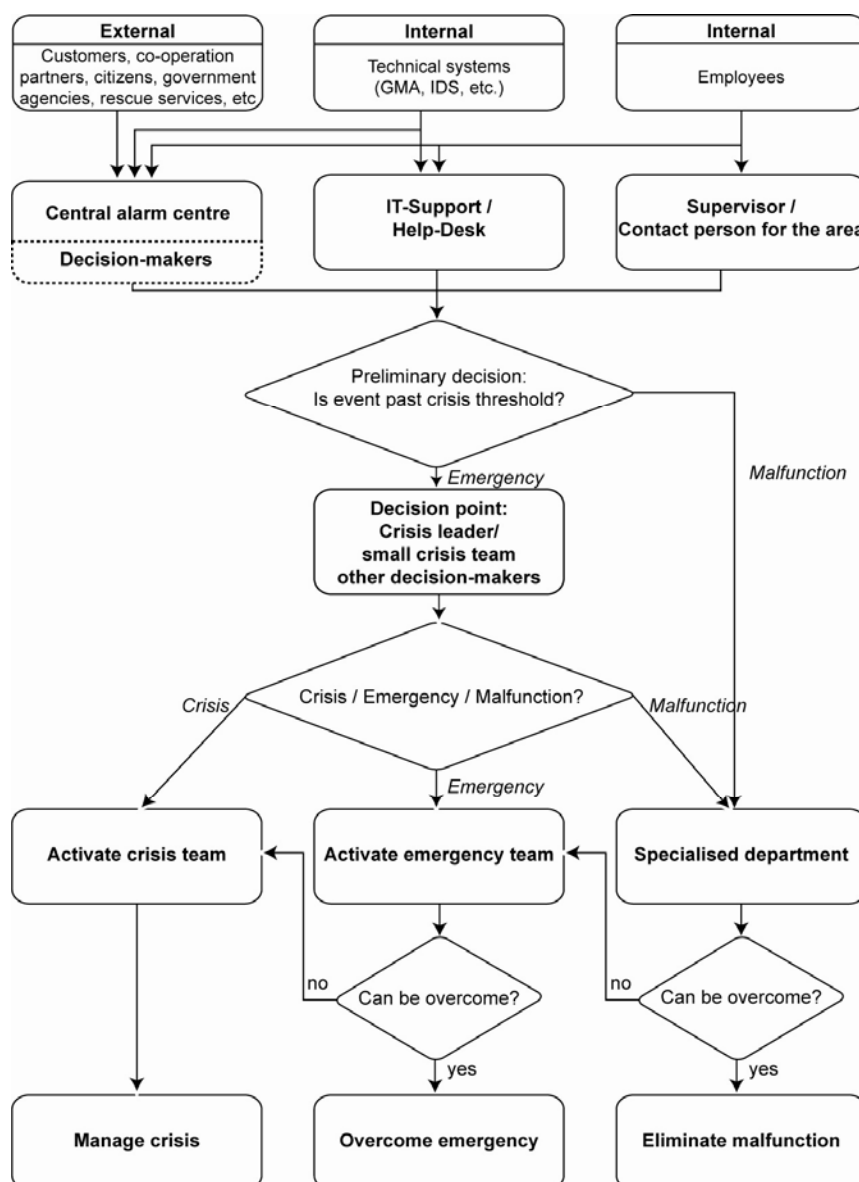 External
Customers, co-operation
partners, citizens, government
agencies, rescue services, etc
Internal
Technical systems
(GMA, IDS, etc.)
Internal
Employees
Central alarm centre
Decision-makers
IT-Support /
Help-Desk
Supervisor /
Contact person for the area
Preliminary decision:
Is event past crisis threshold?
Emergency
Malfunction
Decision point:
Crisis leader/
small crisis team
other decision-makers
Crisis / Emergency / Malfunction?
Crisis
Malfunction
Emergency
Activate crisis team
Activate emergency team
Specialised department
no
Can be overcome?
no
Can be overcome?
yes
yes
Manage crisis
Overcome emergency
Eliminate malfunction